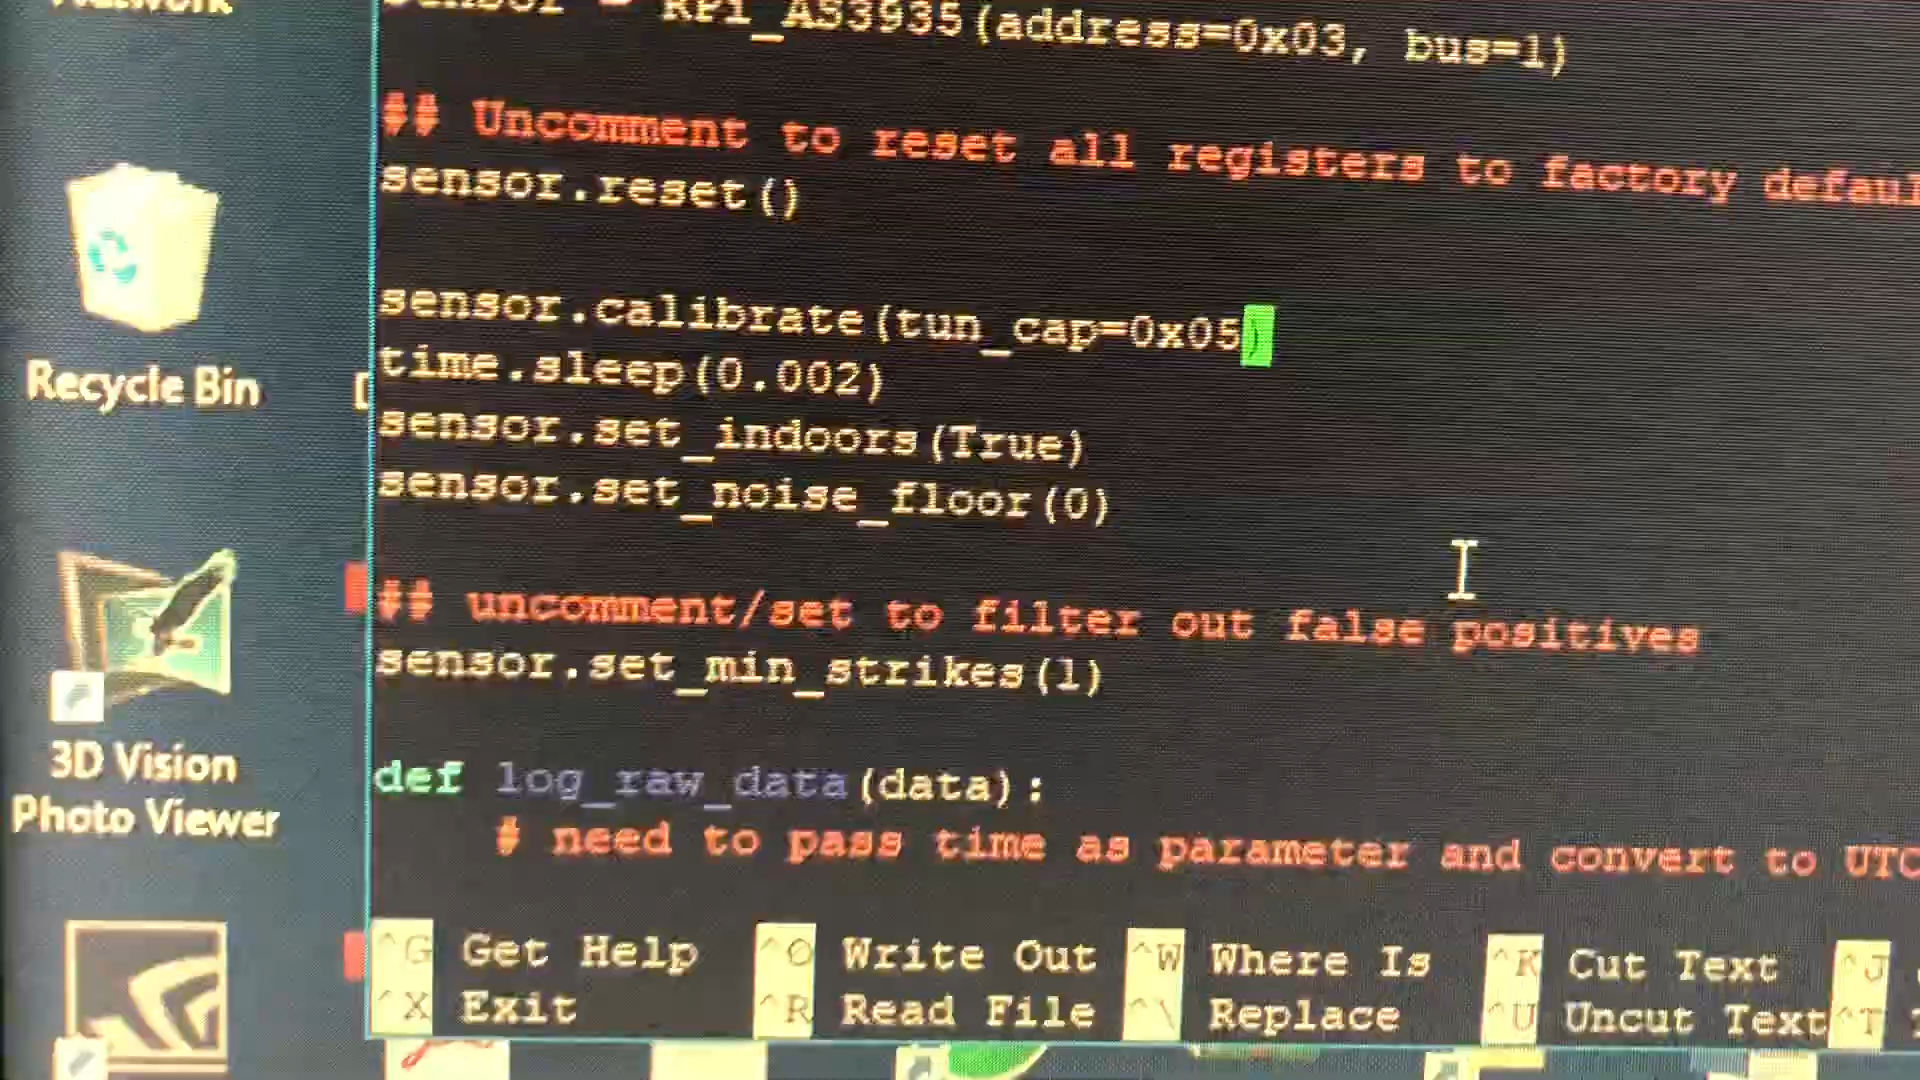 Network
sensor = RPi_AS3935(address=0x03, bus=1)
## Uncomment to reset all registers to factory defaul
sensor.reset()
Recycle Bin
sensor.calibrate(tun_cap=0x05)
time.sleep(0.002)
sensor.set_indoors(True)
sensor.set_noise_floor(0)
## uncomment/set to filter out false positives
sensor.set_min_strikes(1)
3D Vision
Photo Viewer
def log_raw_data(data):
# need to pass time as parameter and convert to UTC
^G Get Help ^O Write Out ^W Where Is ^K Cut Text ^J
^X Exit ^R Read File ^\ Replace ^U Uncut Text ^T